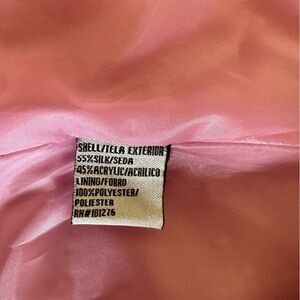 SHELL/TELA EXTERIOR
55%SILK/SEDA
45%ACRYLIC/ACRILICO
LINING/FORRO
100%POLYESTER/
POLIESTER
RN#101276